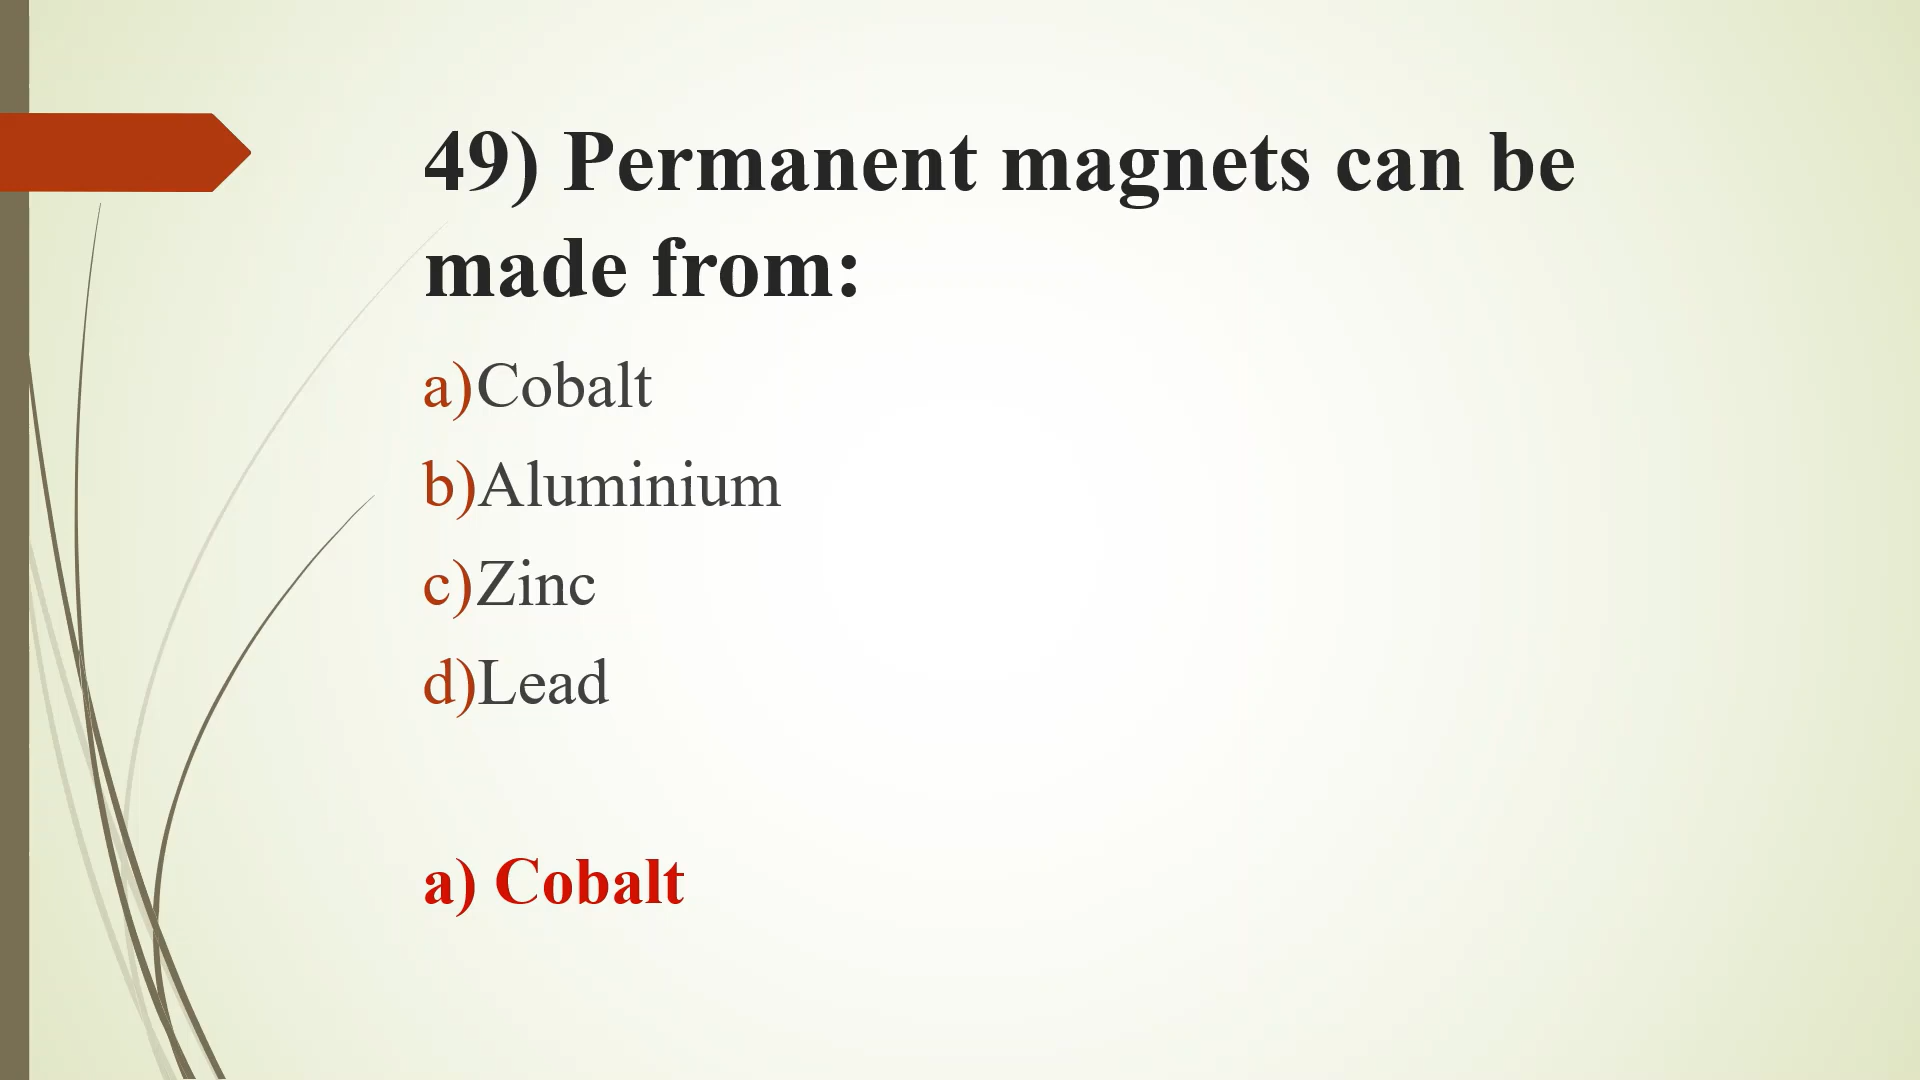 49) Permanent magnets can be
made from:
a)Cobalt
b)Aluminium
c)Zinc
d)Lead
a) Cobalt